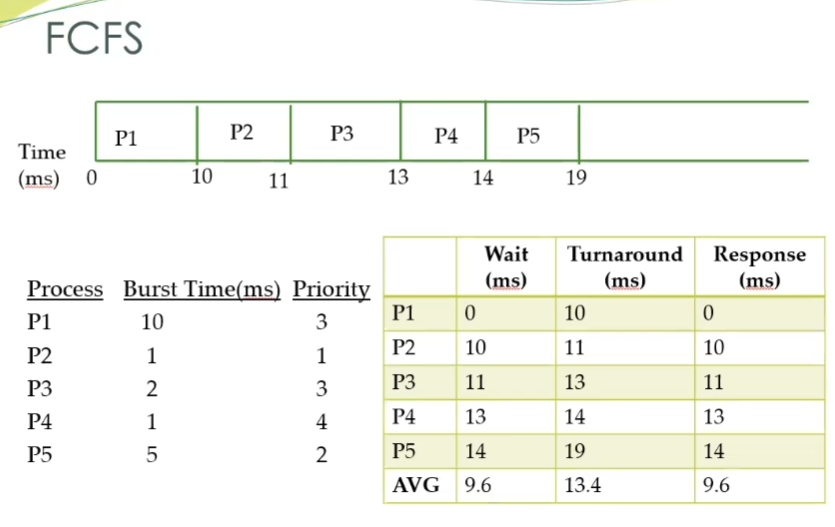 FCFS
P1 P2 P3 P4 P5
Time
(ms) 0 10 11 13 14 19
Process Burst Time(ms) Priority
P1 10 3
P2 1 1
P3 2 3
P4 1 4
P5 5 2
Wait (ms) Turnaround (ms) Response (ms)
P1 0 10 0
P2 10 11 10
P3 11 13 11
P4 13 14 13
P5 14 19 14
AVG 9.6 13.4 9.6